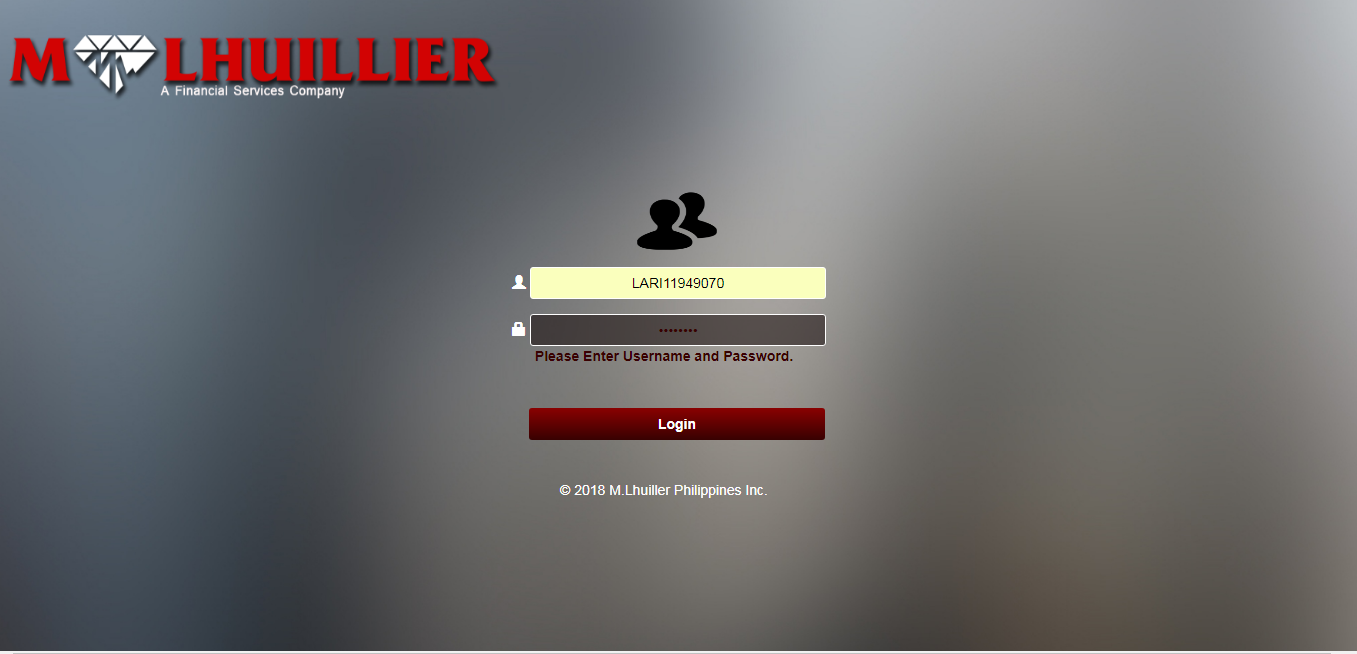 M LHUILLIER
A Financial Services Company
LARI11949070
••••••••
Please Enter Username and Password.
Login
© 2018 M.Lhuiller Philippines Inc.